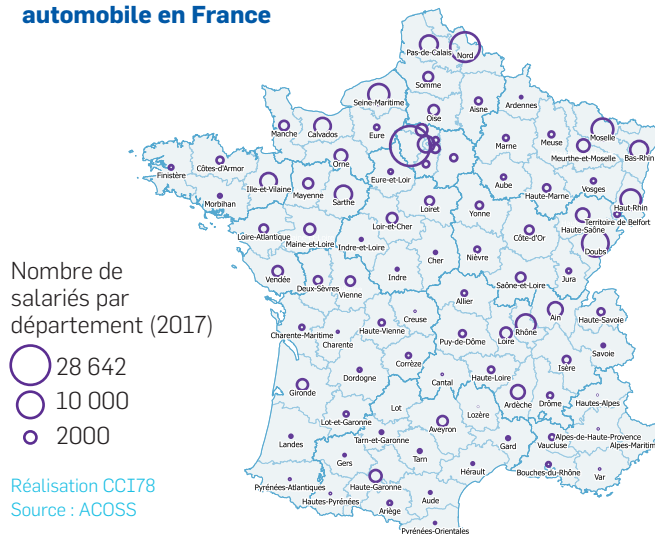 automobile en France
Pas-de-Calais
Nord
Somme
Seine-Maritime
Aisne
Ardennes
Oise
Manche
Calvados
Eure
Moselle
Marne
Meuse
Meurthe-et-Moselle
Bas-Rhin
Orne
Finistère
Côtes-d'Armor
Eure-et-Loir
Ille-et-Vilaine
Mayenne
Aube
Vosges
Haute-Marne
Morbihan
Sarthe
Haut-Rhin
Loiret
Yonne
Loir-et-Cher
Territoire de Belfort
Haute-Saône
Loire-Atlantique
Maine-et-Loire
Côte-d'Or
Indre-et-Loire
Doubs
Cher
Nièvre
Indre
Jura
Vendée
Deux-Sèvres
Vienne
Saône-et-Loire
Allier
Nombre de
salariés par
département (2017)
28 642
10 000
2000
Creuse
Ain
Haute-Savoie
Charente-Maritime
Haute-Vienne
Rhône
Charente
Puy-de-Dôme
Loire
Savoie
Corrèze
Isère
Dordogne
Haute-Loire
Cantal
Gironde
Ardèche
Drôme
Hautes-Alpes
Lot
Lozère
Lot-et-Garonne
Aveyron
Landes
Tarn-et-Garonne
Gard
Vaucluse
Alpes-de-Haute-Provence
Alpes-Maritim
Gers
Tarn
Hérault
Bouches-du-Rhône
Var
Pyrénées-Atlantiques
Haute-Garonne
Hautes-Pyrénées
Aude
Ariège
Pyrénées-Orientales
Réalisation CCI78
Source : ACOSS